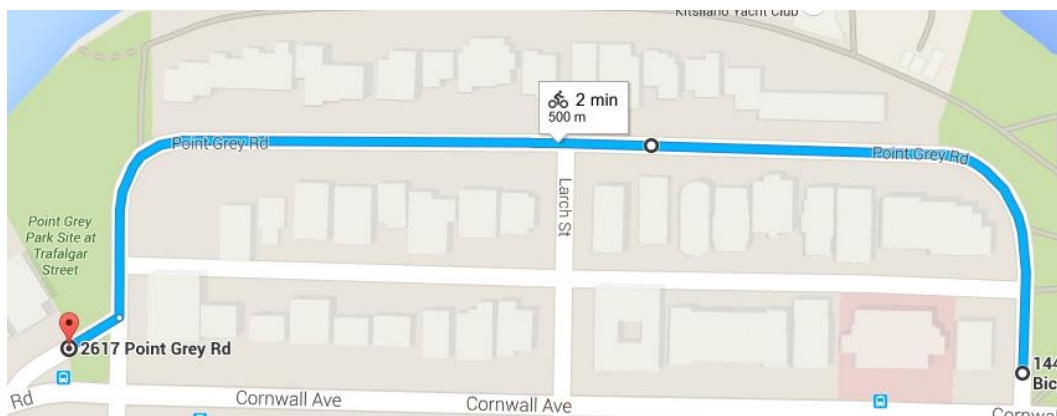 Kitsilano Yacht Club
2 min
500 m
Point Grey Rd
Point Grey Rd
Larch St
Point Grey
Park Site at
Trafalgar
Street
2617 Point Grey Rd
144
Bic
Rd
Cornwall Ave
Cornwall Ave
Cornw